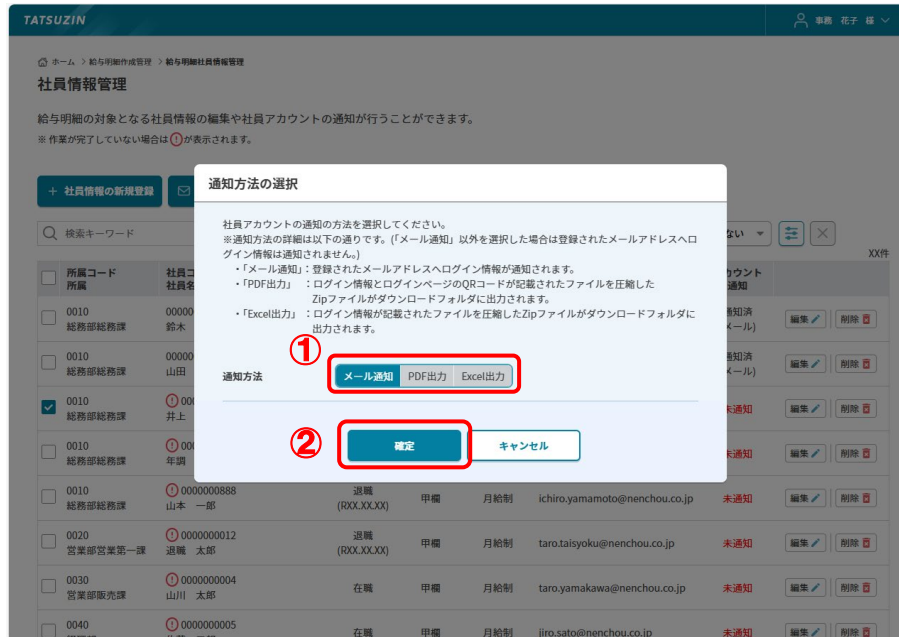 TATSUZIN
事務 花子 様
ホーム > 給与明細作成管理 > 給与明細社員情報管理
社員情報管理
給与明細の対象となる社員情報の編集や社員アカウントの通知が行うことができます。
※ 作業が完了していない場合は!が表示されます。
+ 社員情報の新規登録
通知方法の選択
社員アカウントの通知の方法を選択してください。
※通知方法の詳細は以下の通りです。(「メール通知」以外を選択した場合は登録されたメールアドレスへロ
グイン情報は通知されません。)
・「メール通知」: 登録されたメールアドレスへログイン情報が通知されます。
・「PDF出力」 : ログイン情報とログインページのQRコードが記載されたファイルを圧縮した
Zipファイルがダウンロードフォルダに出力されます。
・「Excel出力」 : ログイン情報が記載されたファイルを圧縮したZipファイルがダウンロードフォルダに
出力されます。
①
通知方法 メール通知 PDF出力 Excel出力
②
確定 キャンセル
検索キーワード ない
XX件
所属コード 社員コ カウント
所属 社員名 通知
0010 00000 通知済
総務部総務課 鈴木 メール) 編集 削除
0010 00000 通知済
総務部総務課 山田 メール) 編集 削除
0010 ! 000
総務部総務課 井上 未通知 編集 削除
0010 ! 000
総務部総務課 年調 未通知 編集 削除
0010 ! 0000000888 退職
総務部総務課 山本 一郎 (RXX.XX.XX) 甲欄 月給制 ichiro.yamamoto@nenchou.co.jp 未通知 編集 削除
0020 ! 0000000012 退職
営業部営業第一課 退職 太郎 (RXX.XX.XX) 甲欄 月給制 taro.taisyoku@nenchou.co.jp 未通知 編集 削除
0030 ! 0000000004
営業部販売課 山川 太郎 在職 甲欄 月給制 taro.yamakawa@nenchou.co.jp 未通知 編集 削除
0040 ! 0000000005
在職 甲欄 月給制 jiro.sato@nenchou.co.jp 未通知 編集 削除